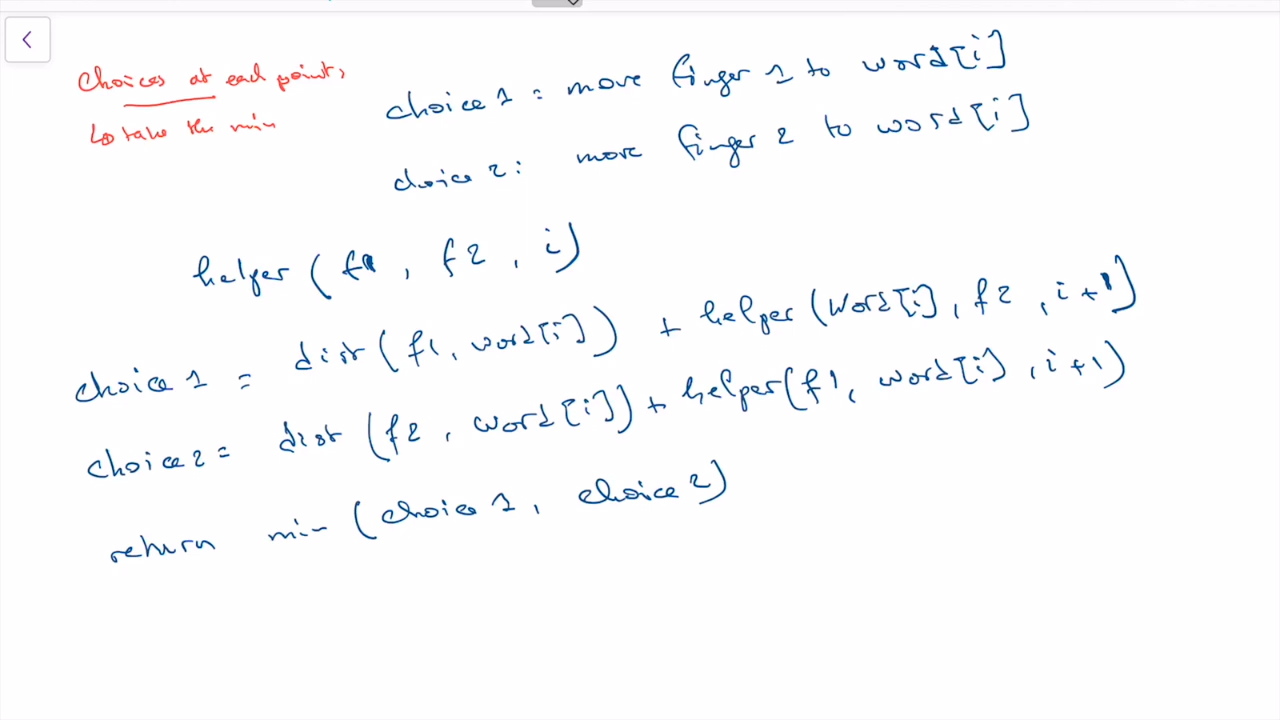 Choices at each point,
↳ take the min
choice 1 = move finger 1 to word[i]
choice 2 : move finger 2 to word[i]
helper (f1, f2, i)
choice 1 = dist (f1, word[i]) + helper (word[i], f2, i+1)
choice 2 = dist (f2, word[i]) + helper (f1, word[i], i+1)
return min (choice 1, choice 2)